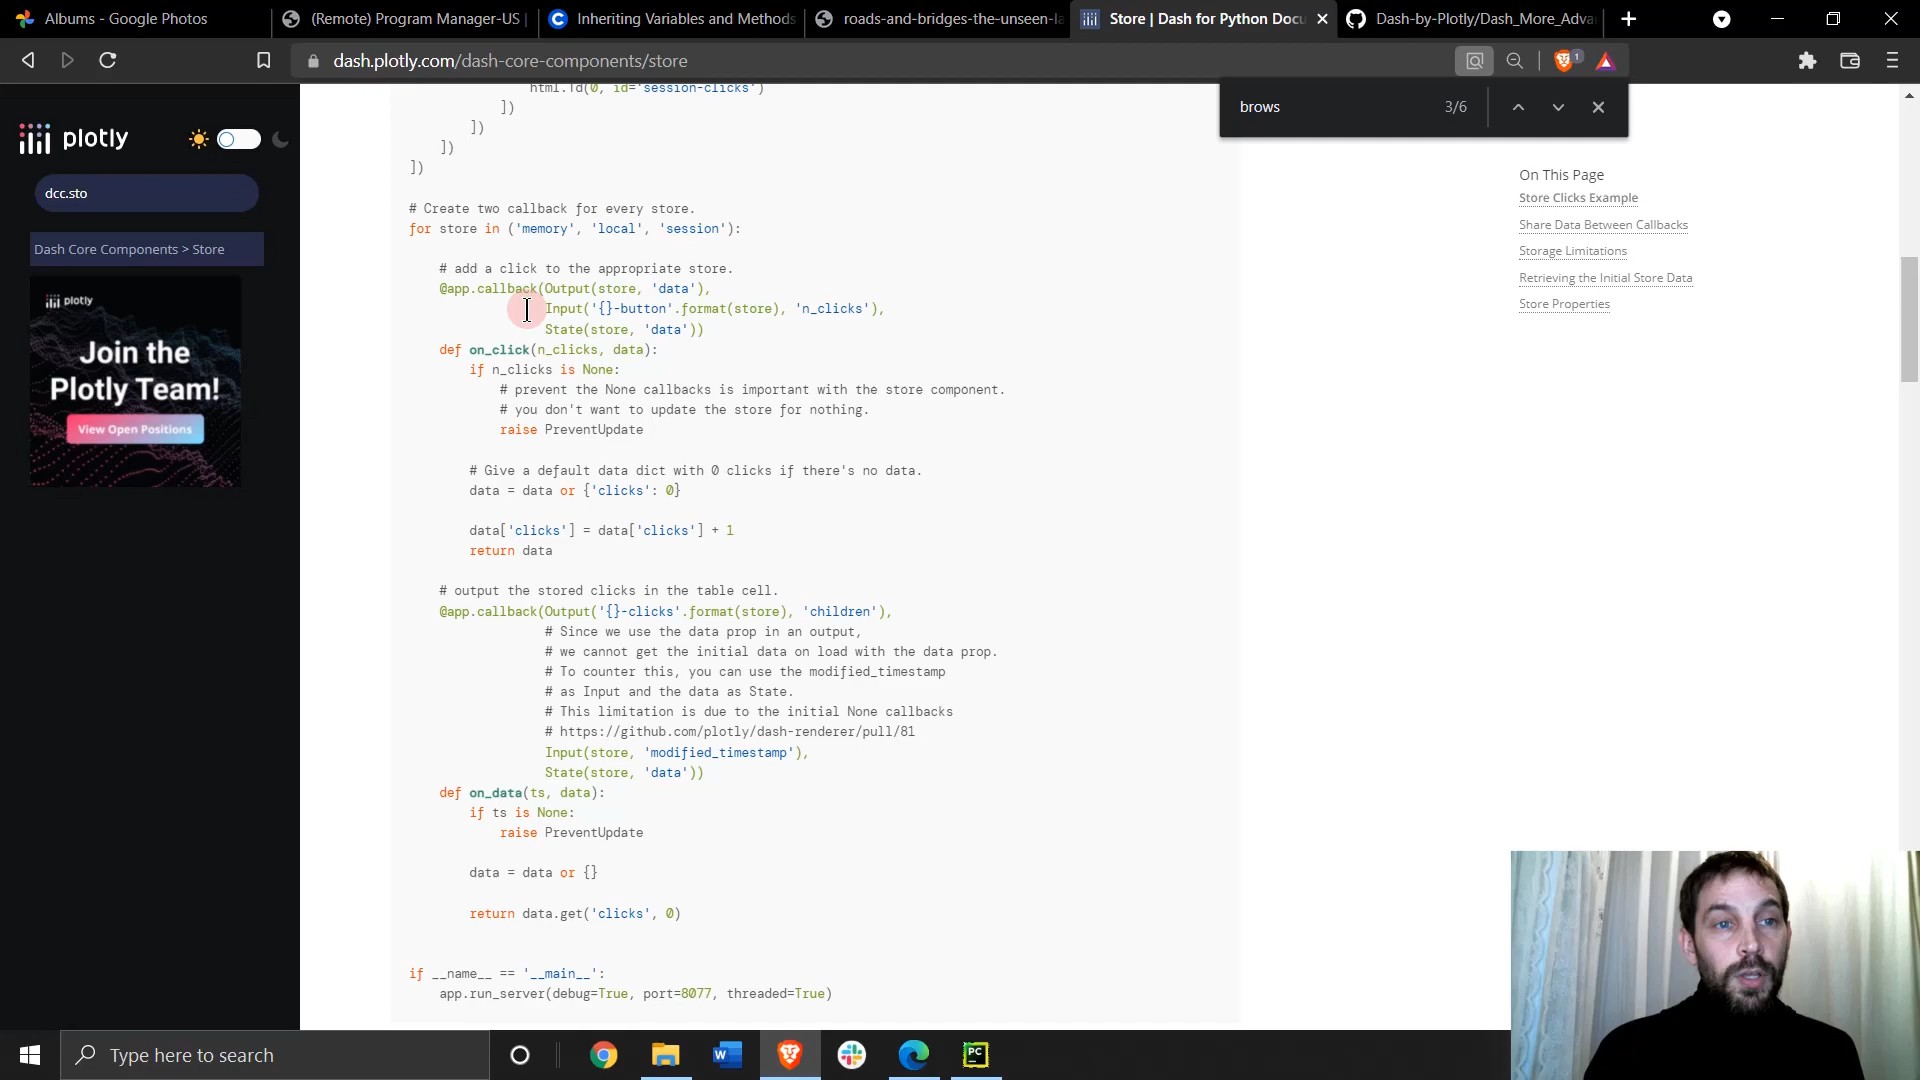 Albums - Google Photos
(Remote) Program Manager-US
Inheriting Variables and Methods
roads-and-bridges-the-unseen-la
Store | Dash for Python Docu
Dash-by-Plotly/Dash_More_Adva
dash.plotly.com/dash-core-components/store
1
brows
3/6
plotly
dcc.sto
Dash Core Components > Store
plotly
Join the
Plotly Team!
View Open Positions
html.Td(0, id='session-clicks')
])
])
])
])
# Create two callback for every store.
for store in ('memory', 'local', 'session'):
# add a click to the appropriate store.
@app.callback(Output(store, 'data'),
Input('{}-button'.format(store), 'n_clicks'),
State(store, 'data'))
def on_click(n_clicks, data):
if n_clicks is None:
# prevent the None callbacks is important with the store component.
# you don't want to update the store for nothing.
raise PreventUpdate
# Give a default data dict with 0 clicks if there's no data.
data = data or {'clicks': 0}
data['clicks'] = data['clicks'] + 1
return data
# output the stored clicks in the table cell.
@app.callback(Output('{}-clicks'.format(store), 'children'),
# Since we use the data prop in an output,
# we cannot get the initial data on load with the data prop.
# To counter this, you can use the modified_timestamp
# as Input and the data as State.
# This limitation is due to the initial None callbacks
# https://github.com/plotly/dash-renderer/pull/81
Input(store, 'modified_timestamp'),
State(store, 'data'))
def on_data(ts, data):
if ts is None:
raise PreventUpdate
data = data or {}
return data.get('clicks', 0)
if __name__ == '__main__':
app.run_server(debug=True, port=8077, threaded=True)
On This Page
Store Clicks Example
Share Data Between Callbacks
Storage Limitations
Retrieving the Initial Store Data
Store Properties
Type here to search
W
PC